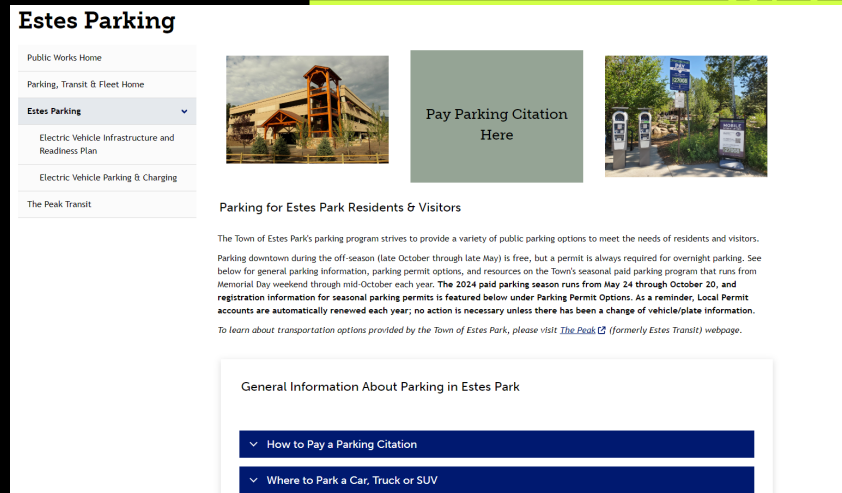 Estes Parking
Public Works Home
Parking, Transit & Fleet Home
Estes Parking
Electric Vehicle Infrastructure and
Readiness Plan
Electric Vehicle Parking & Charging
The Peak Transit
Pay Parking Citation
Here
PAY
MOBILE
Parking for Estes Park Residents & Visitors
The Town of Estes Park's parking program strives to provide a variety of public parking options to meet the needs of residents and visitors.
Parking downtown during the off-season (late October through late May) is free, but a permit is always required for overnight parking. See
below for general parking information, parking permit options, and resources on the Town's seasonal paid parking program that runs from
Memorial Day weekend through mid-October each year. The 2024 paid parking season runs from May 24 through October 20, and
registration information for seasonal parking permits is featured below under Parking Permit Options. As a reminder, Local Permit
accounts are automatically renewed each year; no action is necessary unless there has been a change of vehicle/plate information.
To learn about transportation options provided by the Town of Estes Park, please visit The Peak (formerly Estes Transit) webpage.
General Information About Parking in Estes Park
How to Pay a Parking Citation
Where to Park a Car, Truck or SUV